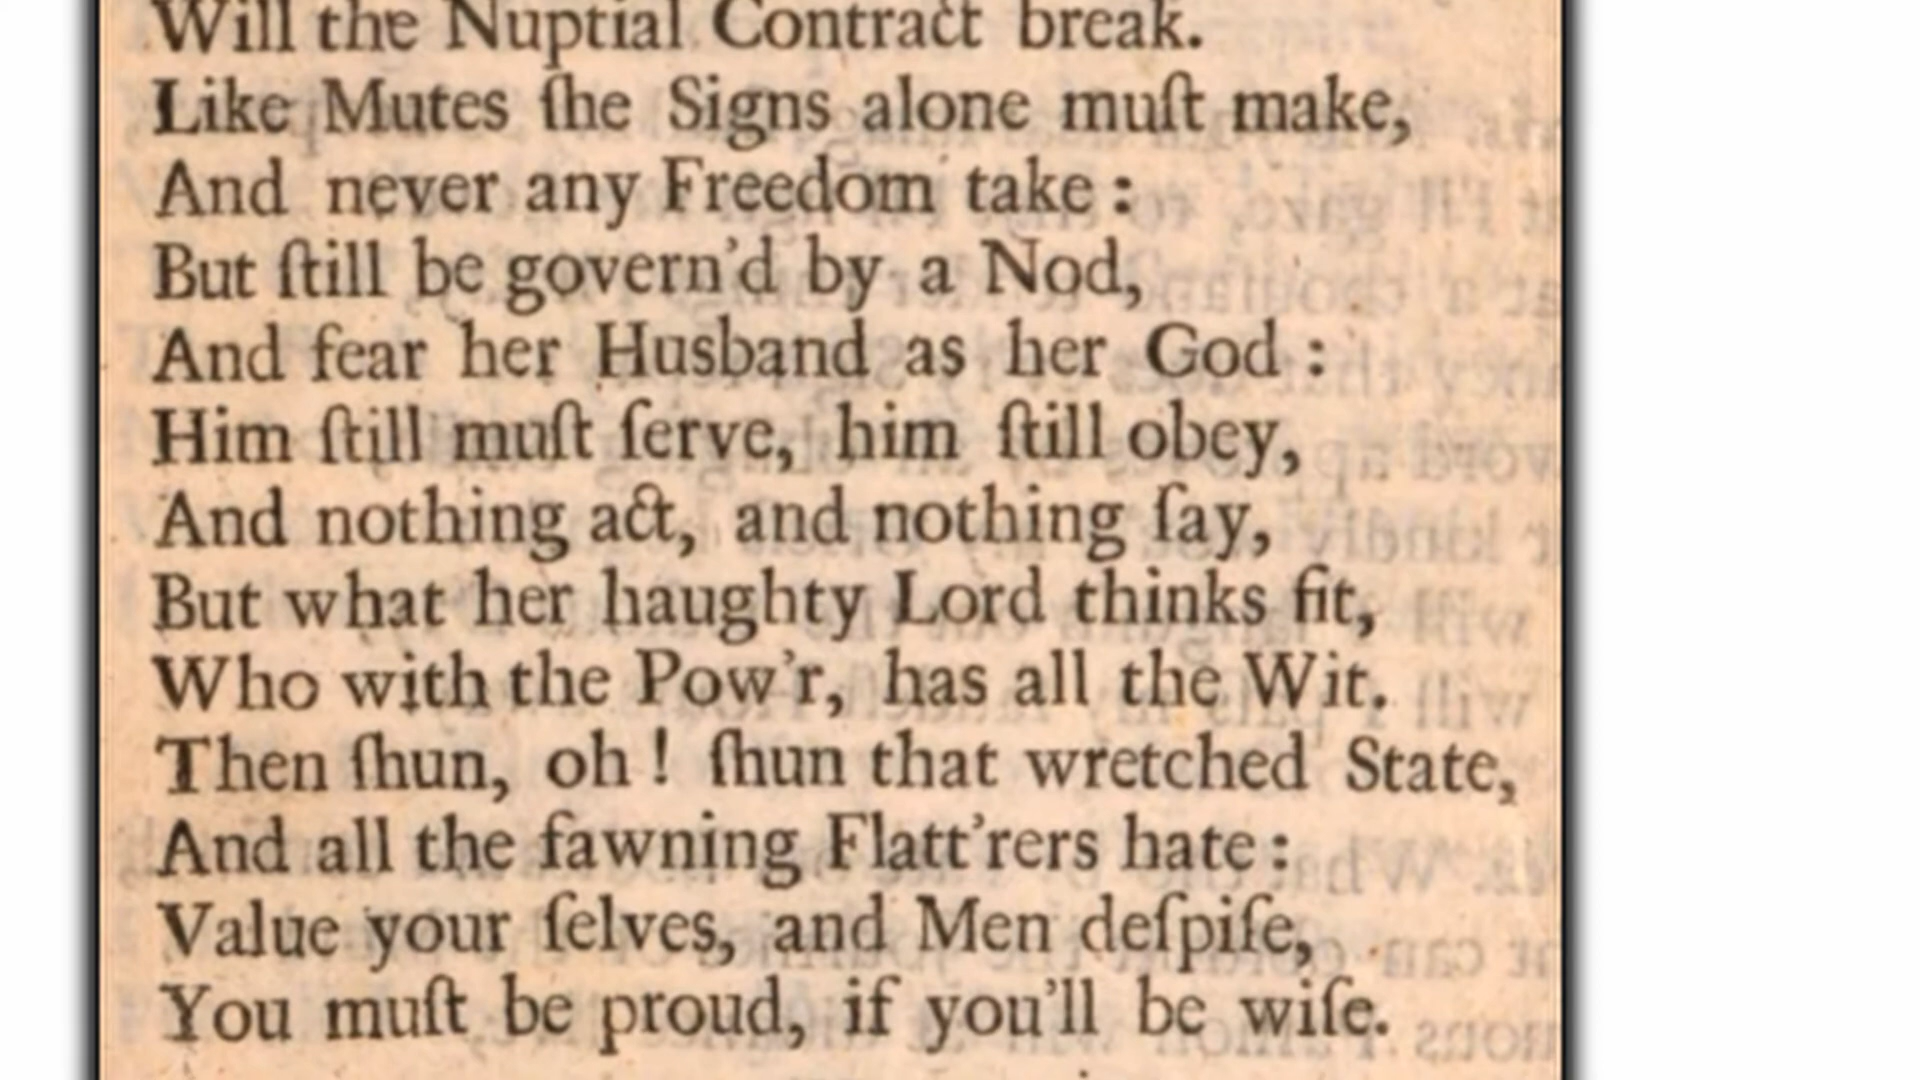 Will the Nuptial Contract break.
Like Mutes ſhe Signs alone muſt make,
And never any Freedom take :
But ſtill be govern'd by a Nod,
And fear her Husband as her God :
Him ſtill muſt ſerve, him ſtill obey,
And nothing act, and nothing ſay,
But what her haughty Lord thinks fit,
Who with the Pow'r, has all the Wit.
Then ſhun, oh ! ſhun that wretched State,
And all the fawning Flatt'rers hate :
Value your ſelves, and Men deſpiſe,
You muſt be proud, if you'll be wiſe.